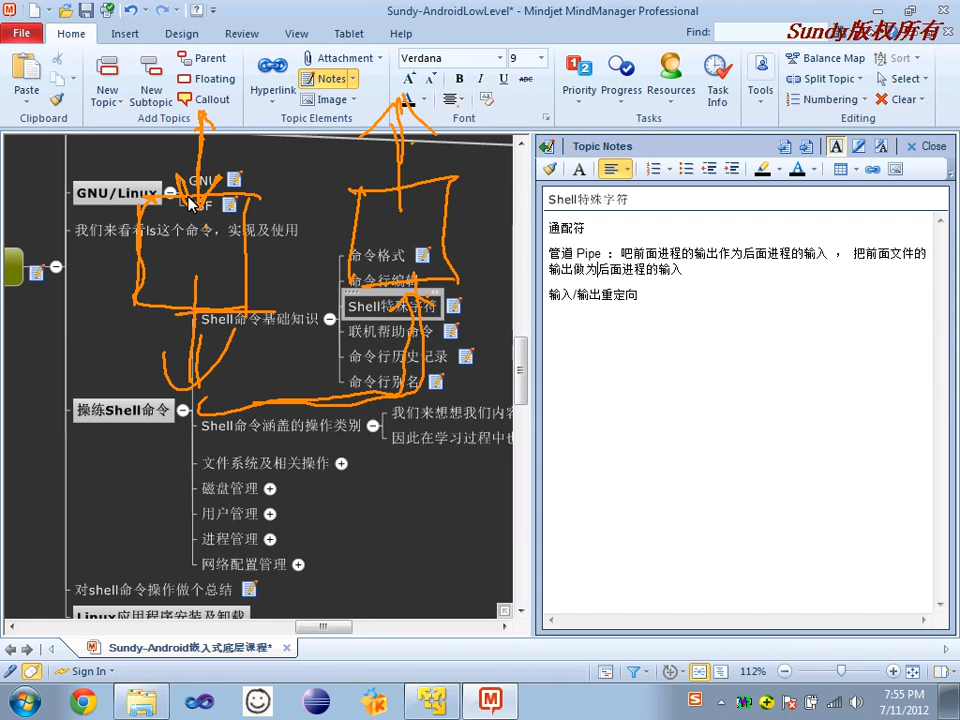 Sundy-AndroidLowLevel* - Mindjet MindManager Professional
Sundy版权所有
File Home Insert Design Review View Tablet Help Find:
Paste
Clipboard
New Topic New Subtopic Parent Floating Callout
Add Topics
Hyperlink Attachment Notes Image
Topic Elements
Verdana 9
B I U ABC
Font
Priority Progress Resources Task Info
Tasks
Tools
Balance Map Sort
Split Topic Select
Numbering Clear
Editing
GNU/Linux
我们来看看ls这个命令，实现及使用
命令格式
命令行编辑
Shell特殊字符
Shell命令基础知识
联机帮助命令
命令行历史记录
命令行别名
操练Shell命令
我们来想想我们内容
Shell命令涵盖的操作类别
因此在学习过程中也
文件系统及相关操作
磁盘管理
用户管理
进程管理
网络配置管理
对shell命令操作做个总结
Linux应用程序安装及卸载
Topic Notes Close
Shell特殊字符
通配符
管道 Pipe ： 吧前面进程的输出作为后面进程的输入 ， 把前面文件的
输出做为后面进程的输入
输入/输出重定向
Sundy-Android嵌入式底层课程*
Sign In
112%
7:55 PM
7/11/2012